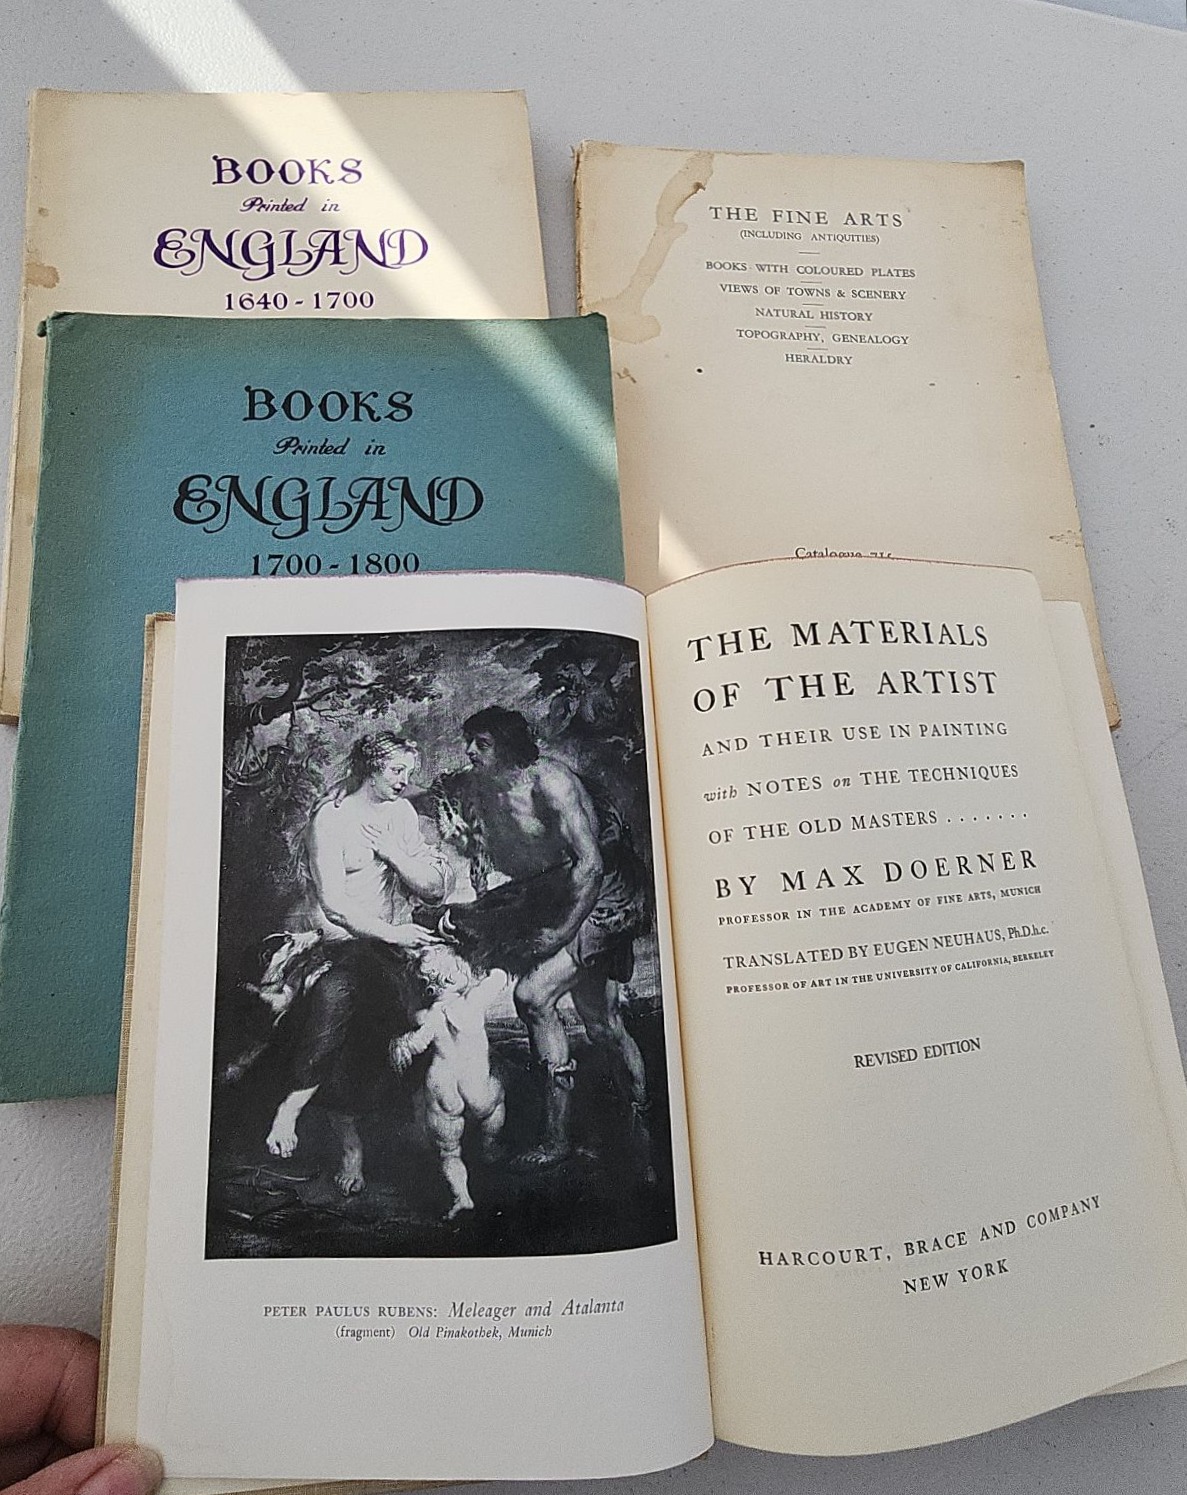 BOOKS
Printed in
ENGLAND
1640 - 1700
THE FINE ARTS
(INCLUDING ANTIQUITIES)
BOOKS WITH COLOURED PLATES
VIEWS OF TOWNS & SCENERY
NATURAL HISTORY
TOPOGRAPHY, GENEALOGY
HERALDRY
Catalogue
BOOKS
Printed in
ENGLAND
1700 - 1800
PETER PAULUS RUBENS: Meleager and Atalanta
(fragment) Old Pinakothek, Munich
THE MATERIALS
OF THE ARTIST
AND THEIR USE IN PAINTING
with NOTES on THE TECHNIQUES
OF THE OLD MASTERS . . . . . . .
BY MAX DOERNER
PROFESSOR IN THE ACADEMY OF FINE ARTS, MUNICH
TRANSLATED BY EUGEN NEUHAUS, Ph.D.h.c.
PROFESSOR OF ART IN THE UNIVERSITY OF CALIFORNIA, BERKELEY
REVISED EDITION
HARCOURT, BRACE AND COMPANY
NEW YORK